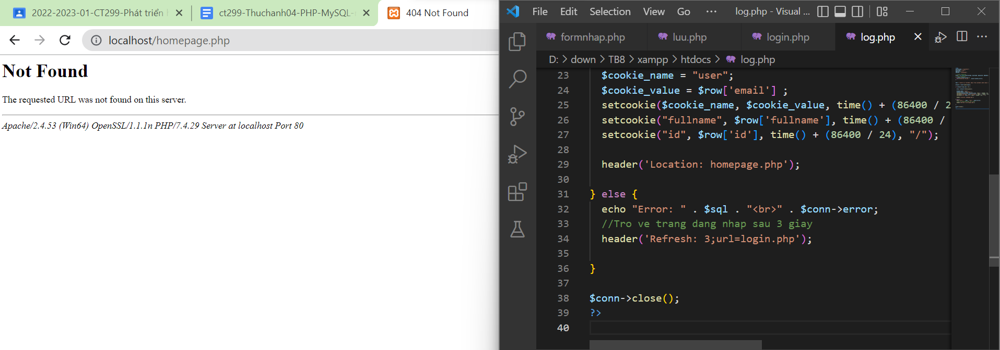 2022-2023-01-CT299-Phát triển
ct299-Thuchanh04-PHP-MySQL-
404 Not Found
localhost/homepage.php
Not Found
The requested URL was not found on this server.
Apache/2.4.53 (Win64) OpenSSL/1.1.1n PHP/7.4.29 Server at localhost Port 80
File Edit Selection View Go ··· log.php - Visual ...
formnhap.php luu.php login.php log.php
D: > down > TB8 > xampp > htdocs > log.php
23 $cookie_name = "user";
24 $cookie_value = $row['email'] ;
25 setcookie($cookie_name, $cookie_value, time() + (86400 / 2
26 setcookie("fullname", $row['fullname'], time() + (86400 /
27 setcookie("id", $row['id'], time() + (86400 / 24), "/");
28
29 header('Location: homepage.php');
30
31 } else {
32 echo "Error: " . $sql . "<br>" . $conn->error;
33 //Tro ve trang dang nhap sau 3 giay
34 header('Refresh: 3;url=login.php');
35
36 }
37
38 $conn->close();
39 ?>
40